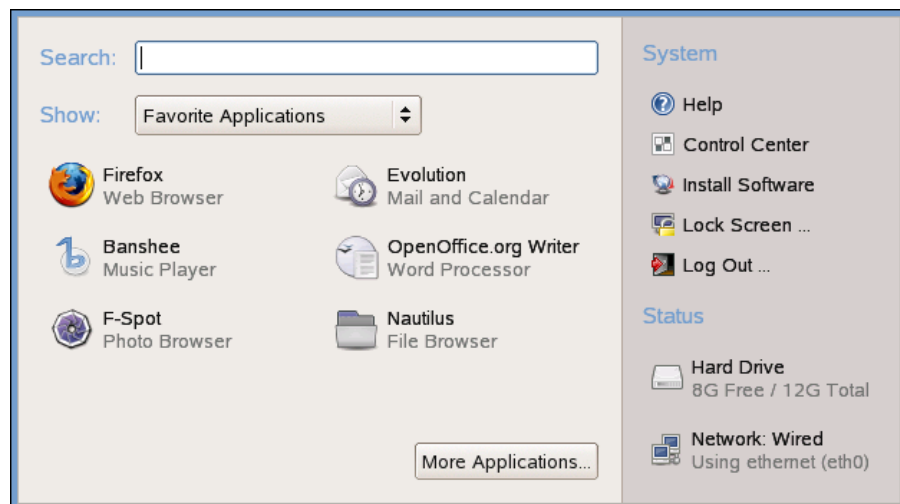 Search:
Show:
Favorite Applications
Firefox
Web Browser
Evolution
Mail and Calendar
Banshee
Music Player
OpenOffice.org Writer
Word Processor
F-Spot
Photo Browser
Nautilus
File Browser
More Applications...
System
Help
Control Center
Install Software
Lock Screen ...
Log Out ...
Status
Hard Drive
8G Free / 12G Total
Network: Wired
Using ethernet (eth0)